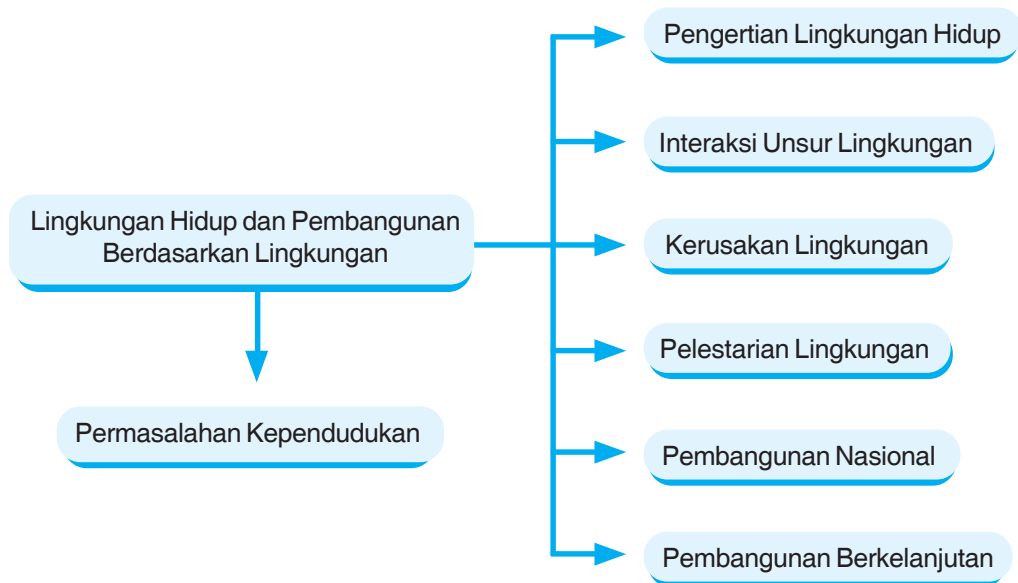 Lingkungan Hidup dan Pembangunan
Berdasarkan Lingkungan
Permasalahan Kependudukan
Pengertian Lingkungan Hidup
Interaksi Unsur Lingkungan
Kerusakan Lingkungan
Pelestarian Lingkungan
Pembangunan Nasional
Pembangunan Berkelanjutan